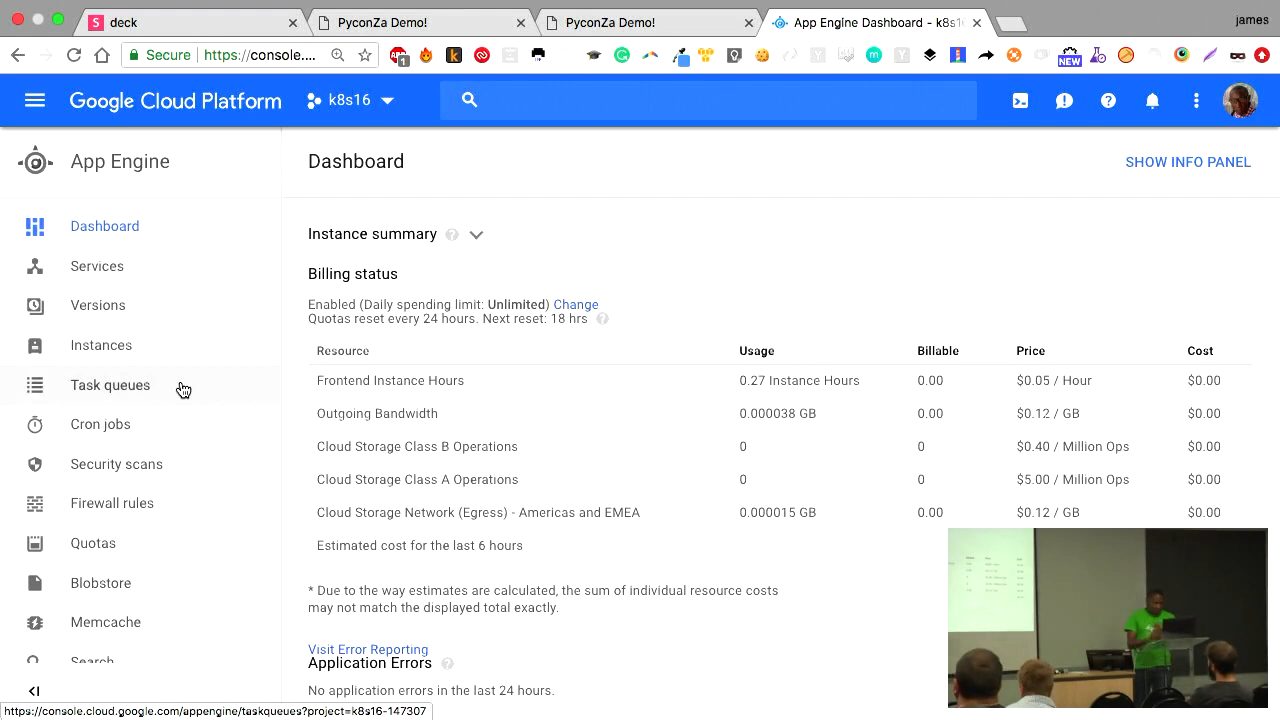 deck
PyconZa Demo!
PyconZa Demo!
App Engine Dashboard - k8s1
james
Secure
https://console....
1
NEW
Google Cloud Platform
k8s16
App Engine
Dashboard
SHOW INFO PANEL
Dashboard
Services
Versions
Instances
Task queues
Cron jobs
Security scans
Firewall rules
Quotas
Blobstore
Memcache
Search
Instance summary
Billing status
Enabled (Daily spending limit: Unlimited) Change
Quotas reset every 24 hours. Next reset: 18 hrs
Resource Usage Billable Price Cost
Frontend Instance Hours 0.27 Instance Hours 0.00 $0.05 / Hour $0.00
Outgoing Bandwidth 0.000038 GB 0.00 $0.12 / GB $0.00
Cloud Storage Class B Operations 0 0 $0.40 / Million Ops $0.00
Cloud Storage Class A Operations 0 0 $5.00 / Million Ops $0.00
Cloud Storage Network (Egress) - Americas and EMEA 0.000015 GB 0.00 $0.12 / GB $0.00
Estimated cost for the last 6 hours
* Due to the way estimates are calculated, the sum of individual resource costs
may not match the displayed total exactly.
Visit Error Reporting
Application Errors
No application errors in the last 24 hours.
https://console.cloud.google.com/appengine/taskqueues?project=k8s16-147307